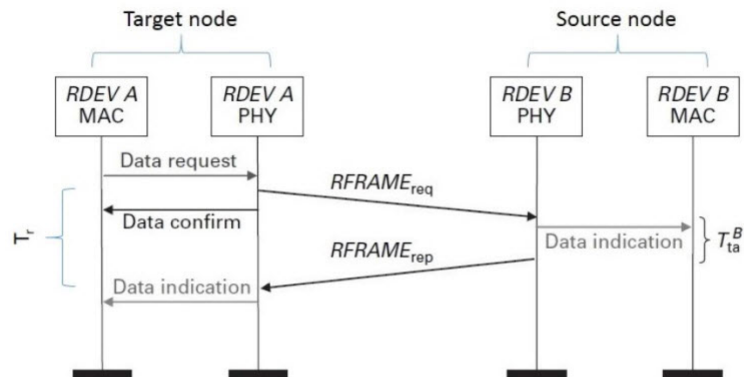 Target node
Source node
RDEV A
MAC
RDEV A
PHY
RDEV B
PHY
RDEV B
MAC
Data request
RFRAMEreq
Data confirm
Data indication
RFRAMErep
Data indication
Tr
TtaB